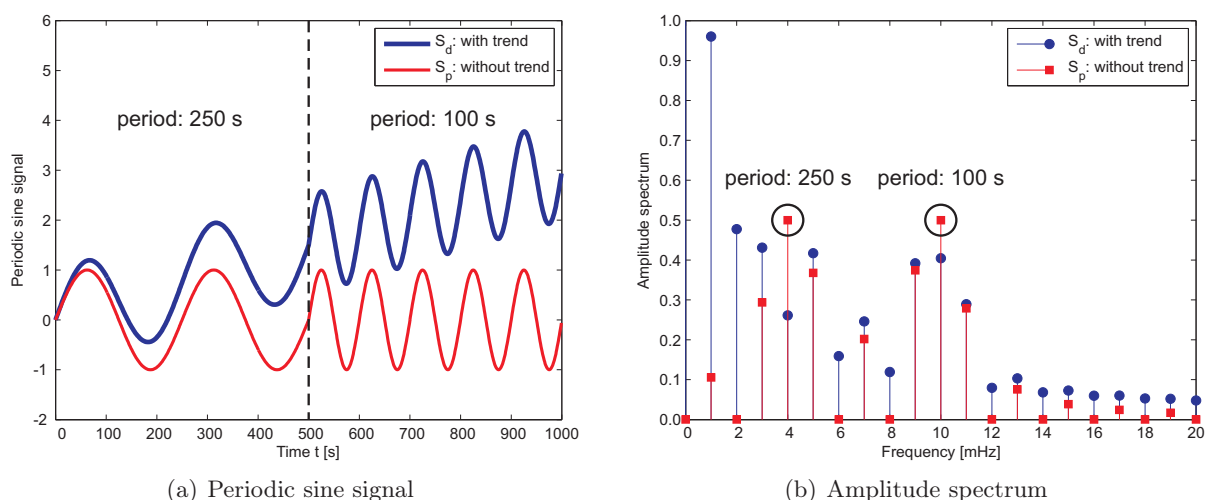 6
5
4
3
2
1
0
-1
-2
Periodic sine signal
S_d: with trend
S_p: without trend
period: 250 s
period: 100 s
0 100 200 300 400 500 600 700 800 900 1000
Time t [s]
(a) Periodic sine signal
1.0
0.9
0.8
0.7
0.6
0.5
0.4
0.3
0.2
0.1
0.0
Amplitude spectrum
S_d: with trend
S_p: without trend
period: 250 s
period: 100 s
0 2 4 6 8 10 12 14 16 18 20
Frequency [mHz]
(b) Amplitude spectrum